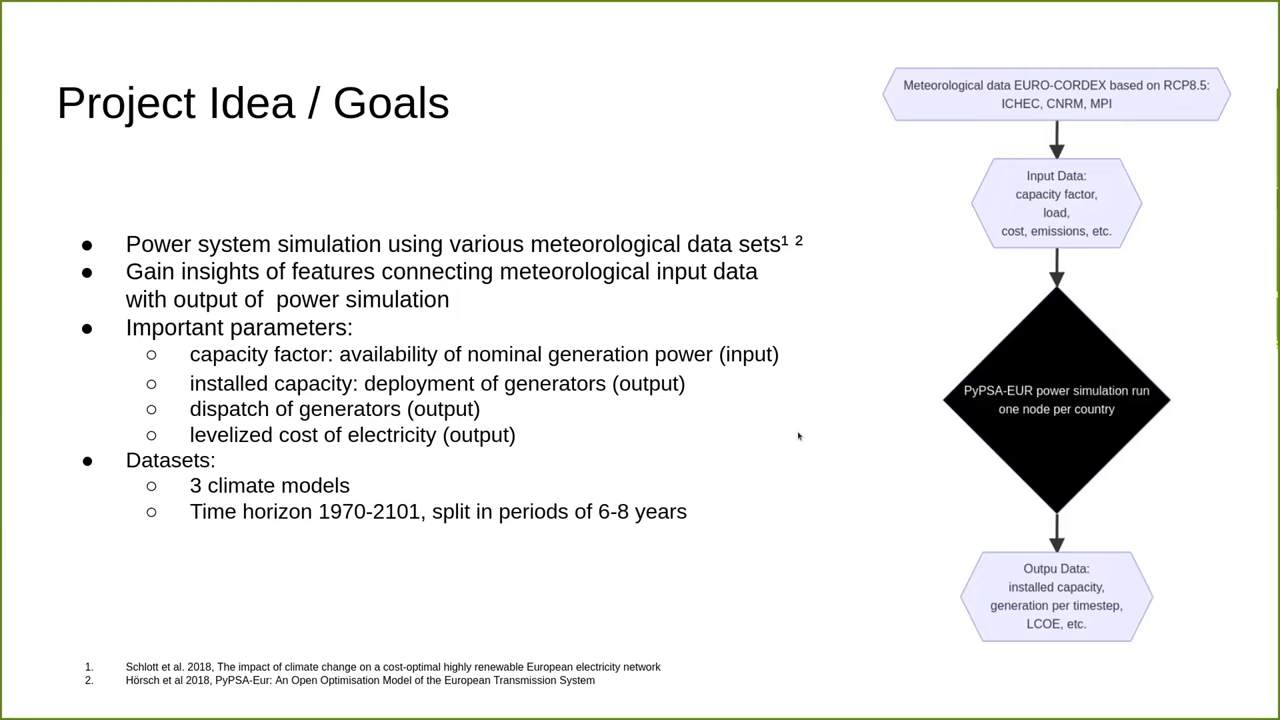 Project Idea / Goals
● Power system simulation using various meteorological data sets¹ ²
● Gain insights of features connecting meteorological input data
with output of  power simulation
● Important parameters:
○ capacity factor: availability of nominal generation power (input)
○ installed capacity: deployment of generators (output)
○ dispatch of generators (output)
○ levelized cost of electricity (output)
● Datasets:
○ 3 climate models
○ Time horizon 1970-2101, split in periods of 6-8 years
Meteorological data EURO-CORDEX based on RCP8.5:
ICHEC, CNRM, MPI
Input Data:
capacity factor,
load,
cost, emissions, etc.
PyPSA-EUR power simulation run
one node per country
Outpu Data:
installed capacity,
generation per timestep,
LCOE, etc.
1. Schlott et al. 2018, The impact of climate change on a cost-optimal highly renewable European electricity network
2. Hörsch et al 2018, PyPSA-Eur: An Open Optimisation Model of the European Transmission System